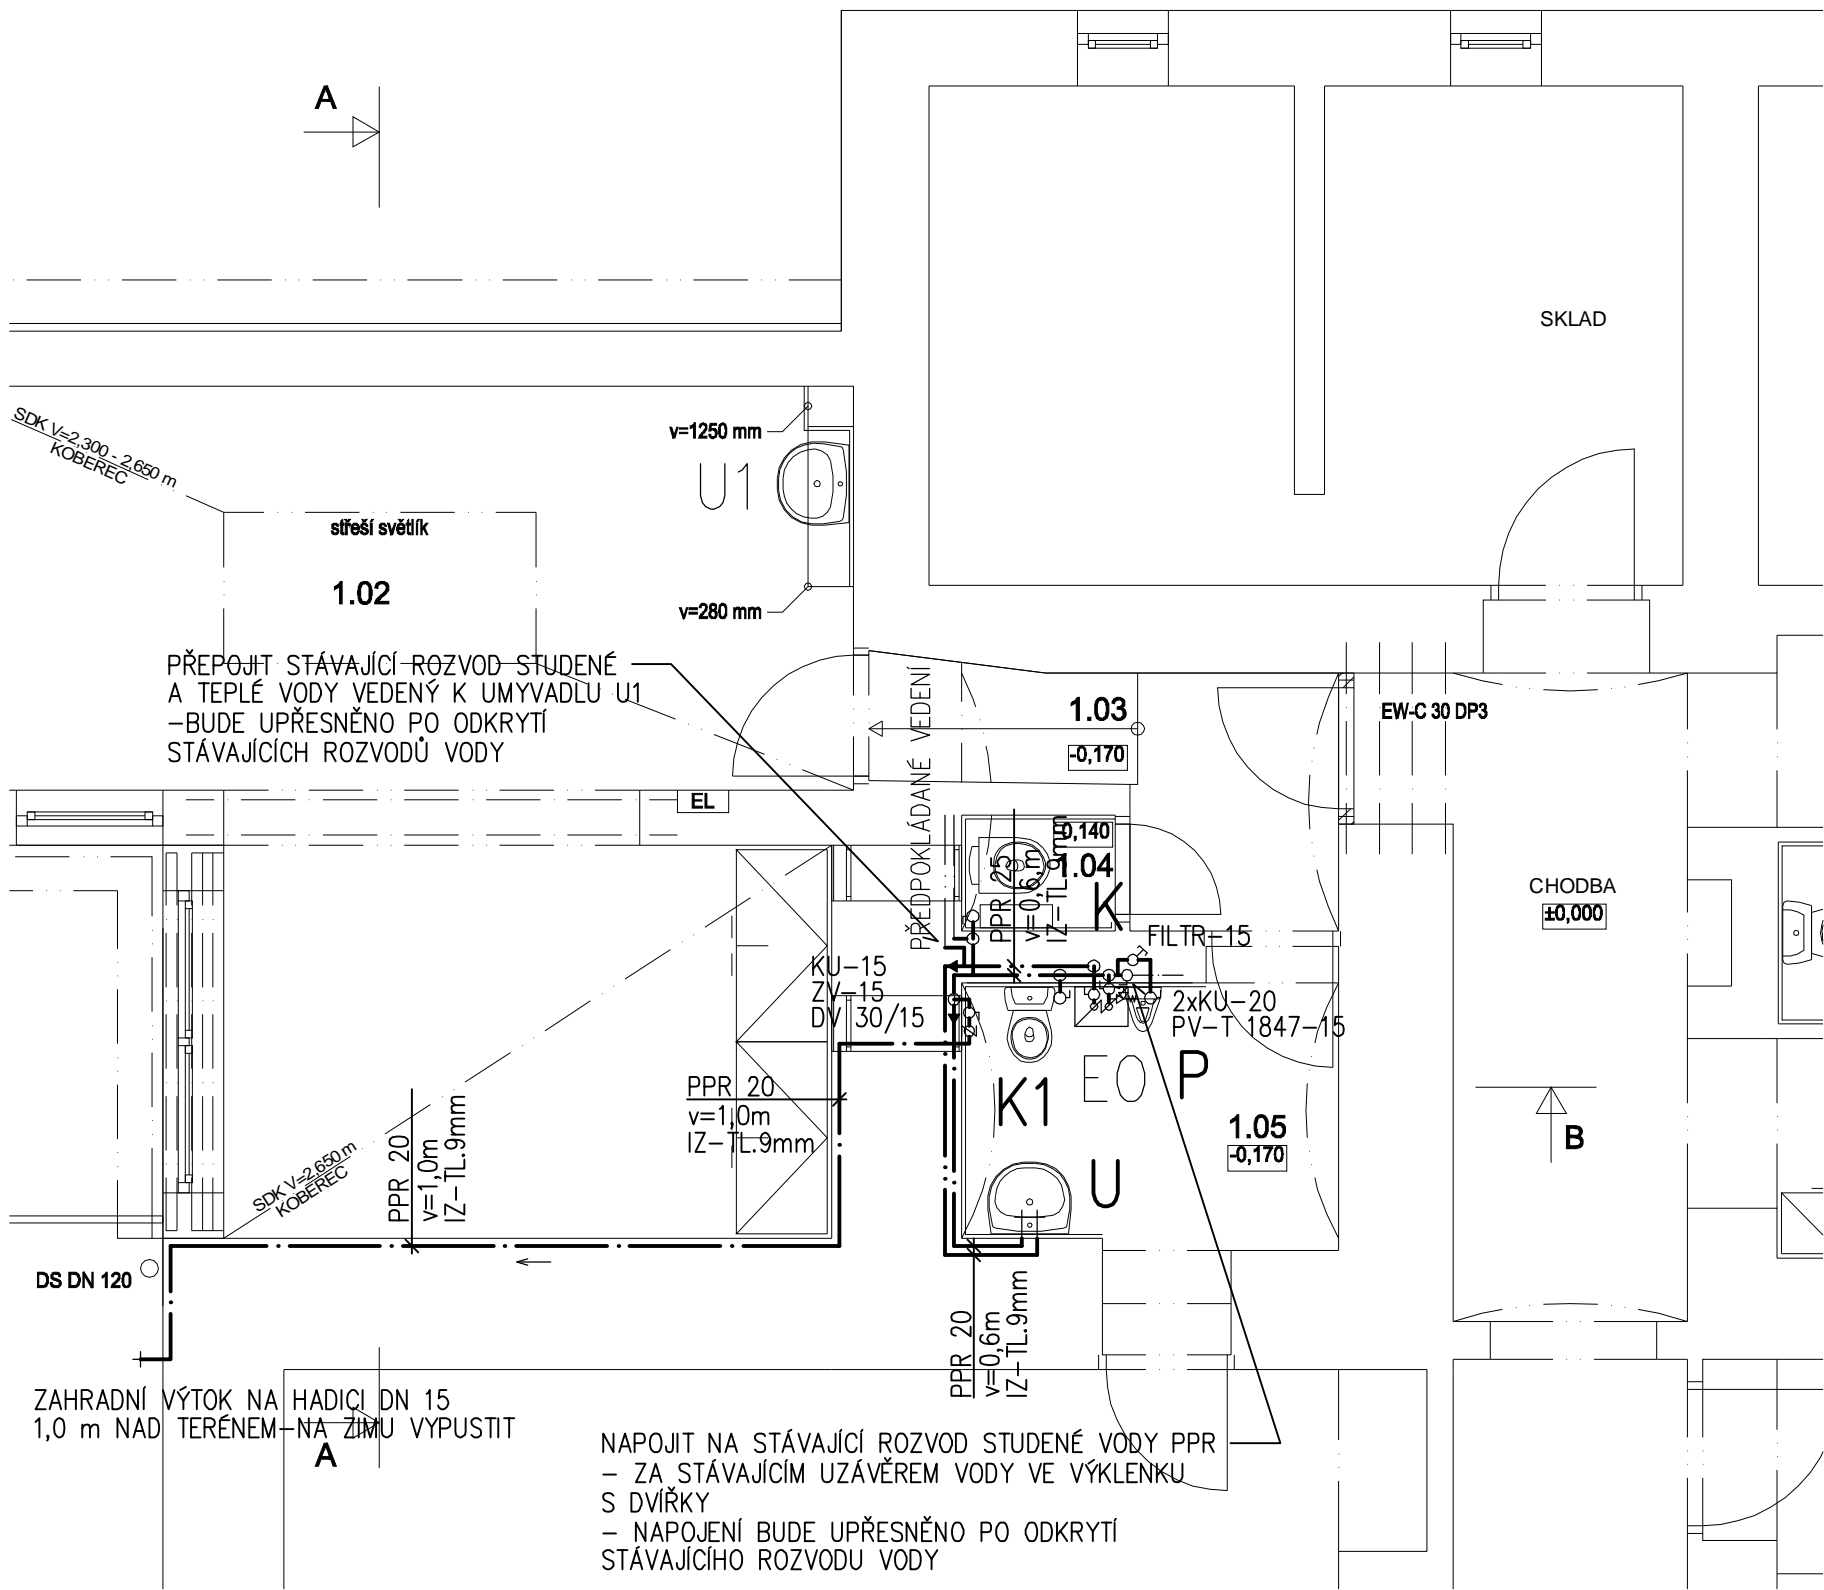 A
SKLAD
SDK V=2,300 - 2,650 m
KOBEREC
v=1250 mm
U1
střeší světlík
1.02
v=280 mm
PŘEPOJIT STÁVAJÍCÍ ROZVOD STUDENÉ
A TEPLÉ VODY VEDENÝ K UMYVADLU U1
-BUDE UPŘESNĚNO PO ODKRYTÍ
STÁVAJÍCÍCH ROZVODŮ VODY
PŘEDPOKLÁDANÉ VEDENÍ
1.03
-0,170
EW-C 30 DP3
EL
0,140
1.04
PPR 25
v=0,6,m
IZ-TL.9mm
K
CHODBA
±0,000
FILTR-15
KU-15
ZV-15
DV 30/15
2xKU-20
PV-T 1847-15
EO
P
K1
PPR 20
v=1,0m
IZ-TL.9mm
PPR 20
v=1,0m
IZ-TL.9mm
1.05
-0,170
B
U
SDK V=2,650 m
KOBEREC
DS DN 120
PPR 20
v=0,6m
IZ-TL.9mm
ZAHRADNÍ VÝTOK NA HADICI DN 15
1,0 m NAD TERÉNEM-NA ZIMU VYPUSTIT
A
NAPOJIT NA STÁVAJÍCÍ ROZVOD STUDENÉ VODY PPR
- ZA STÁVAJÍCÍM UZÁVĚREM VODY VE VÝKLENKU
S DVÍŘKY
- NAPOJENÍ BUDE UPŘESNĚNO PO ODKRYTÍ
STÁVAJÍCÍHO ROZVODU VODY